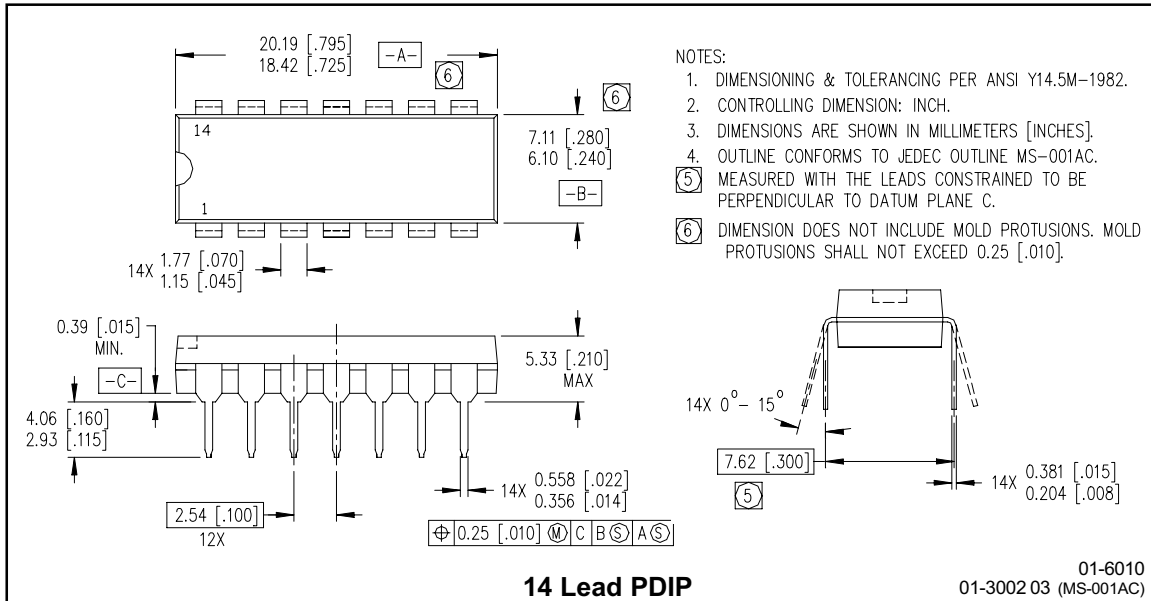 20.19 [.795]
18.42 [.725]
-A-
6
6
14
1
7.11 [.280]
6.10 [.240]
-B-
14X 1.77 [.070]
1.15 [.045]
NOTES:
1. DIMENSIONING & TOLERANCING PER ANSI Y14.5M-1982.
2. CONTROLLING DIMENSION: INCH.
3. DIMENSIONS ARE SHOWN IN MILLIMETERS [INCHES].
4. OUTLINE CONFORMS TO JEDEC OUTLINE MS-001AC.
5 MEASURED WITH THE LEADS CONSTRAINED TO BE
PERPENDICULAR TO DATUM PLANE C.
6 DIMENSION DOES NOT INCLUDE MOLD PROTUSIONS. MOLD
PROTUSIONS SHALL NOT EXCEED 0.25 [.010].
0.39 [.015]
MIN.
-C-
4.06 [.160]
2.93 [.115]
5.33 [.210]
MAX
2.54 [.100]
12X
14X 0.558 [.022]
0.356 [.014]
⌖ 0.25 [.010] Ⓜ C B Ⓢ A Ⓢ
14X 0°- 15°
7.62 [.300]
5
14X 0.381 [.015]
0.204 [.008]
14 Lead PDIP
01-6010
01-3002 03 (MS-001AC)